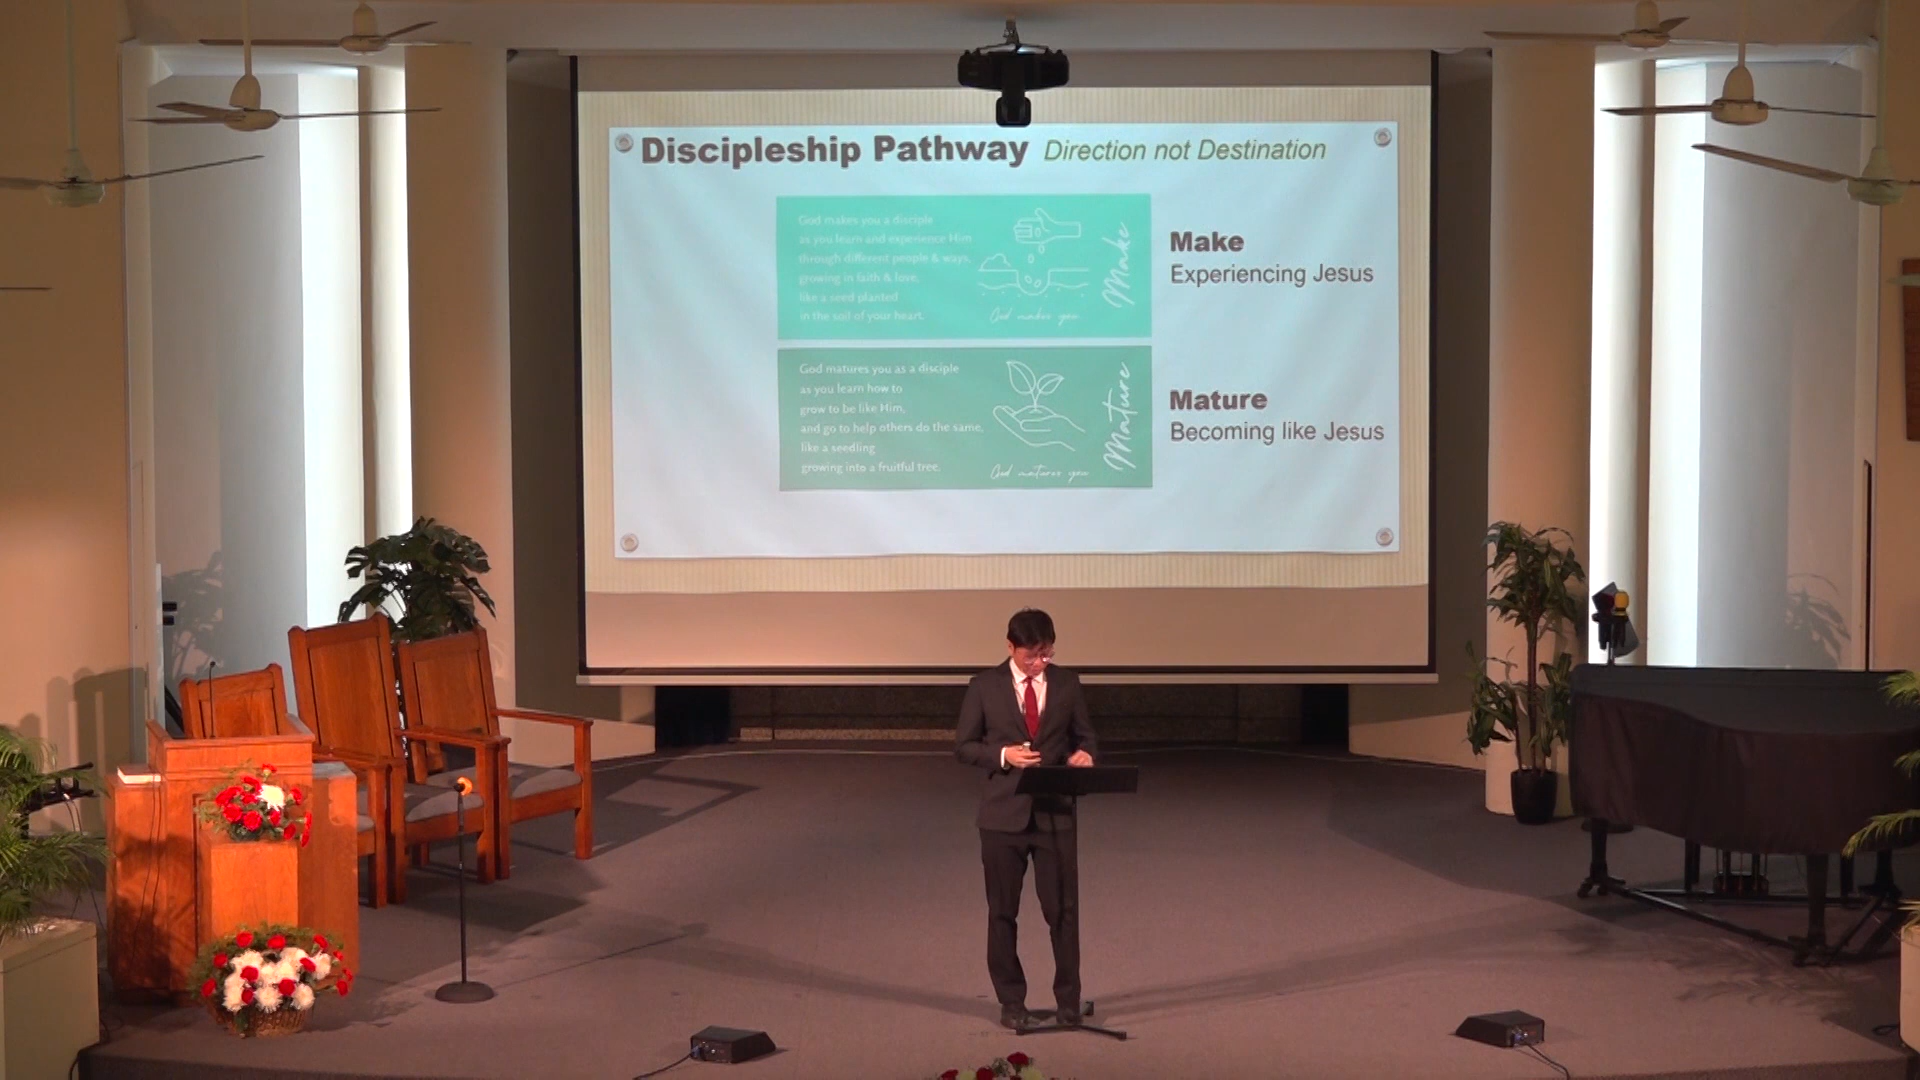 Discipleship Pathway Direction not Destination
God makes you a disciple
as you learn and experience Him
through different people & ways,
growing in faith & love,
like a seed planted
in the soil of your heart.
God makes you
Make
Make
Experiencing Jesus
God matures you as a disciple
as you learn how to
grow to be like Him,
and go to help others do the same,
like a seedling
growing into a fruitful tree.
God matures you
Mature
Mature
Becoming like Jesus